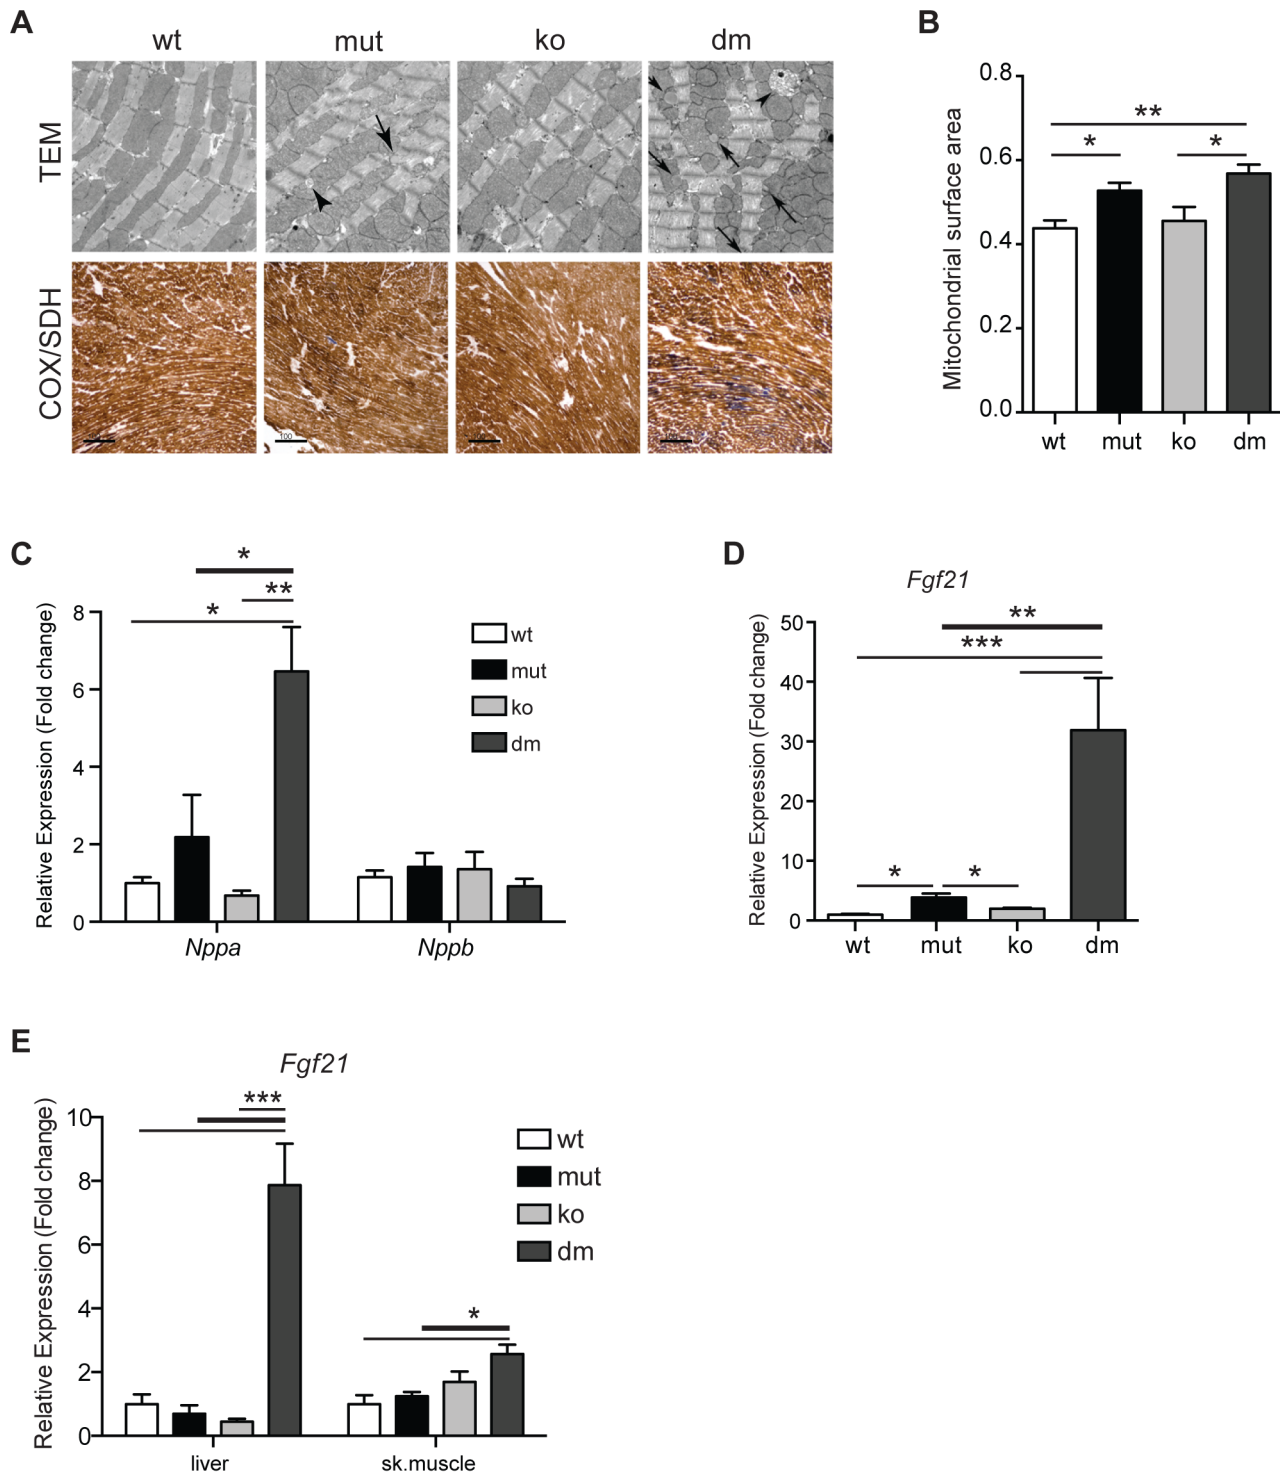 A
wt
mut
ko
dm
TEM
COX/SDH
100
B
Mitochondrial surface area
0.8
0.6
0.4
0.2
0.0
**
*
*
wt
mut
ko
dm
C
Relative Expression (Fold change)
8
6
4
2
0
*
**
*
wt
mut
ko
dm
Nppa
Nppb
D
Fgf21
Relative Expression (Fold change)
50
40
30
20
10
0
**
***
*
*
wt
mut
ko
dm
E
Fgf21
Relative Expression (Fold change)
10
8
6
4
2
0
***
*
wt
mut
ko
dm
liver
sk.muscle